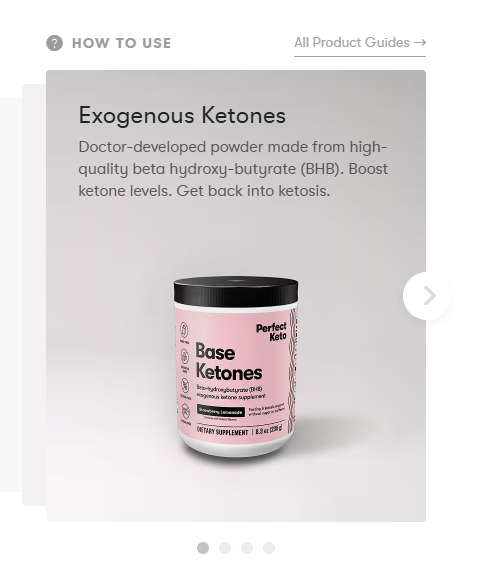 ? HOW TO USE
All Product Guides →
Exogenous Ketones
Doctor-developed powder made from high-
quality beta hydroxy-butyrate (BHB). Boost
ketone levels. Get back into ketosis.
Perfect
Keto
Base
Ketones
Beta-hydroxybutyrate (BHB)
exogenous ketone supplement
Strawberry Lemonade
DIETARY SUPPLEMENT | 8.3 oz (235 g)